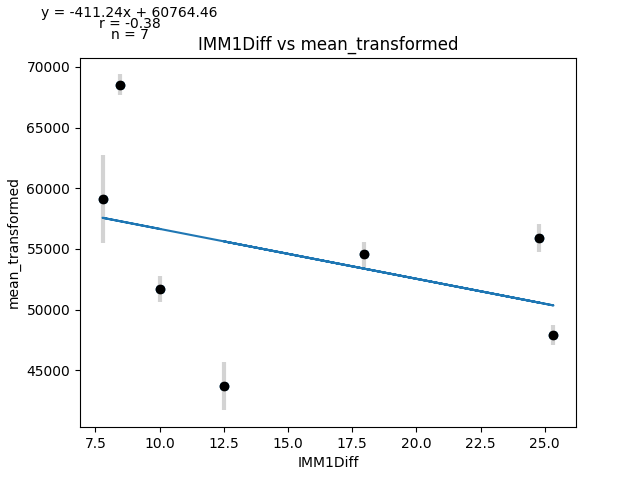 y = -411.24x + 60764.46
r = -0.38
n = 7
IMM1Diff vs mean_transformed
70000
65000
60000
55000
50000
45000
mean_transformed
7.5 10.0 12.5 15.0 17.5 20.0 22.5 25.0
IMM1Diff